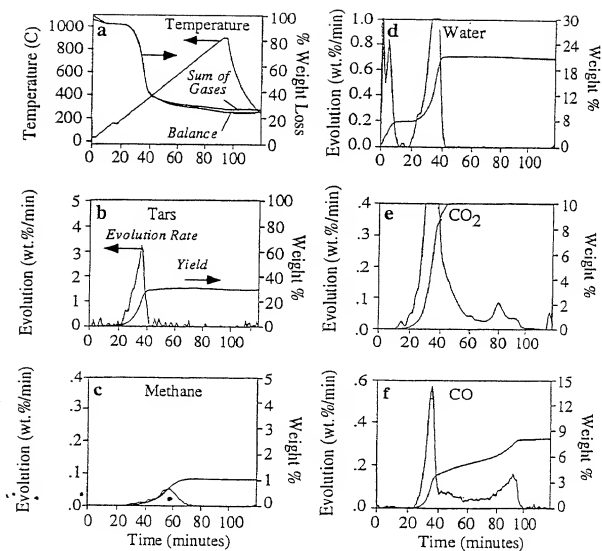 a
Temperature
Temperature (C)
1000
800
600
400
200
0
Sum of
Gases
Balance
100
80
60
40
20
0
% Weight Loss
0 20 40 60 80 100
d
Water
Evolution (wt.%/min)
1.0
0.8
0.6
0.4
0.2
0.0
30
24
18
12
6
0
Weight %
0 20 40 60 80 100
b
Tars
Evolution Rate
Yield
Evolution (wt.%/min)
5
4
3
2
1
0
100
80
60
40
20
0
Weight %
0 20 40 60 80 100
e
CO2
Evolution (wt.%/min)
.4
.3
.2
.1
.0
10
8
6
4
2
0
Weight %
0 20 40 60 80 100
c
Methane
Evolution (wt.%/min)
.4
.3
.2
.1
.0
5
4
3
2
1
0
Weight %
0 20 40 60 80 100
Time (minutes)
f
CO
Evolution (wt.%/min)
.6
.4
.2
.0
15
12
9
6
3
0
Weight %
0 20 40 60 80 100
Time (minutes)